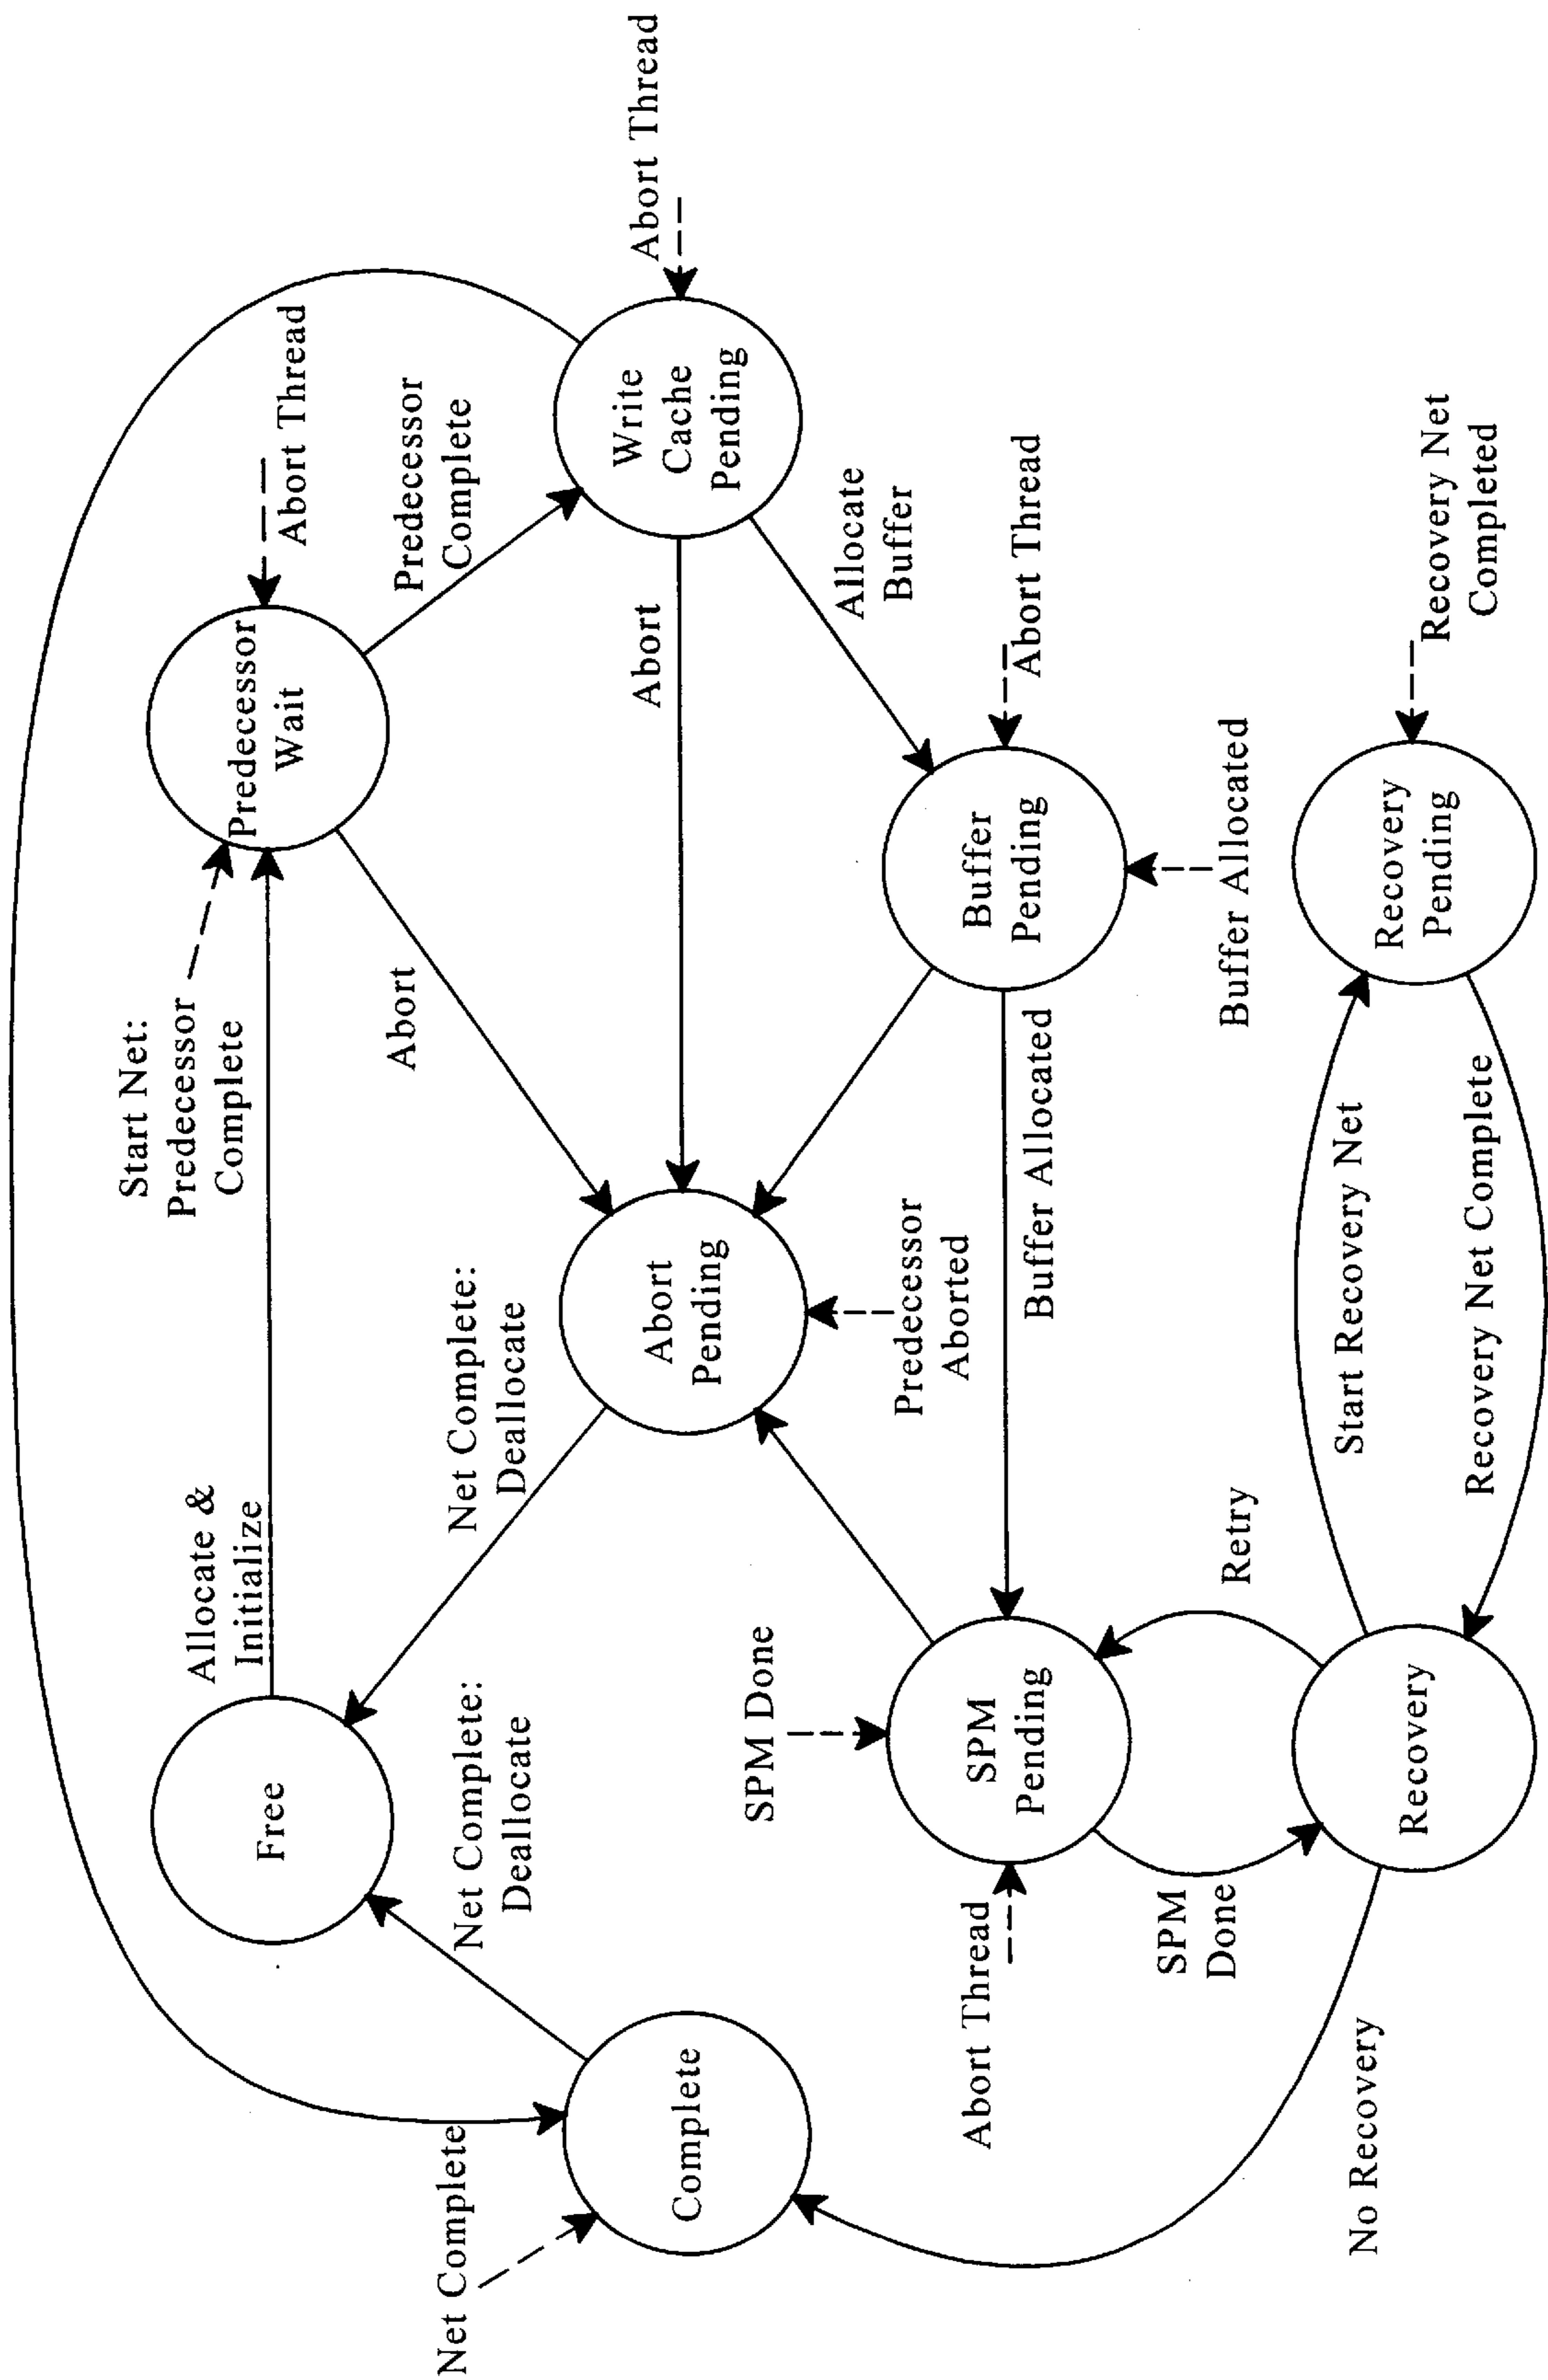 Net Complete
Complete
No Recovery
Free
Net Complete:
Deallocate
Abort Thread
SPM
Done
SPM Done
SPM
Pending
Recovery
Retry
Allocate &
Initialize
Net Complete:
Deallocate
Abort
Pending
Predecessor
Aborted
Buffer Allocated
Start Recovery Net
Recovery Net Complete
Start Net:
Predecessor
Complete
Abort
Buffer
Pending
Buffer Allocated
Recovery
Pending
Predecessor
Wait
Abort
Abort Thread
Abort Thread
Predecessor
Complete
Allocate
Buffer
Write
Cache
Pending
Recovery Net
Completed
Abort Thread